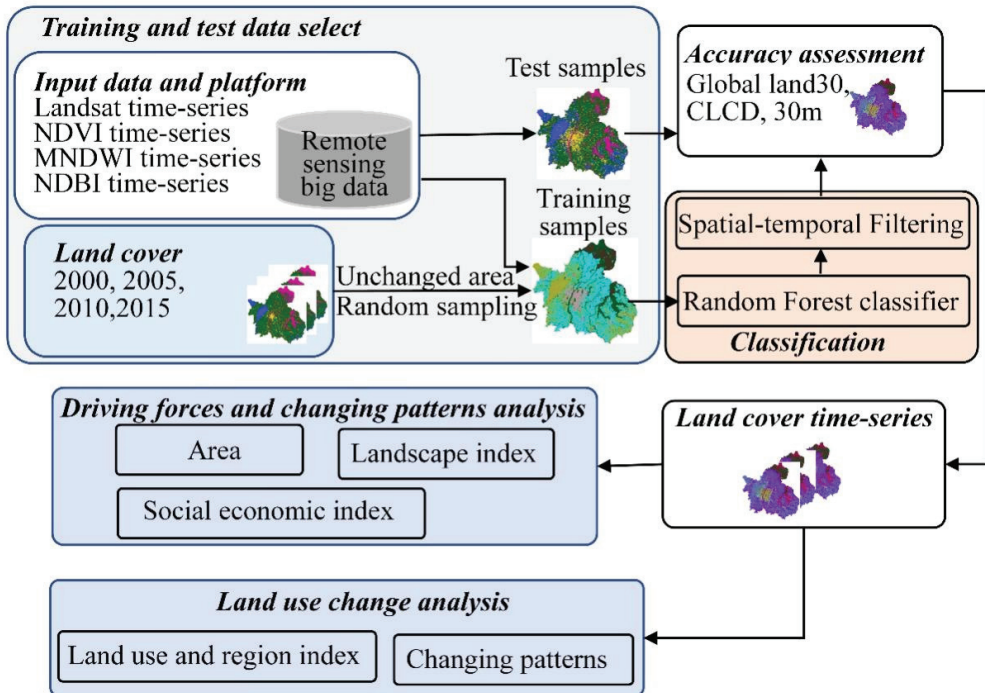 Training and test data select
Input data and platform
Landsat time-series
NDVI time-series
MNDWI time-series
NDBI time-series
Remote
sensing
big data
Test samples
Training
samples
Land cover
2000, 2005,
2010,2015
Unchanged area
Random sampling
Accuracy assessment
Global land30,
CLCD, 30m
Spatial-temporal Filtering
Random Forest classifier
Classification
Driving forces and changing patterns analysis
Area
Landscape index
Social economic index
Land cover time-series
Land use change analysis
Land use and region index
Changing patterns